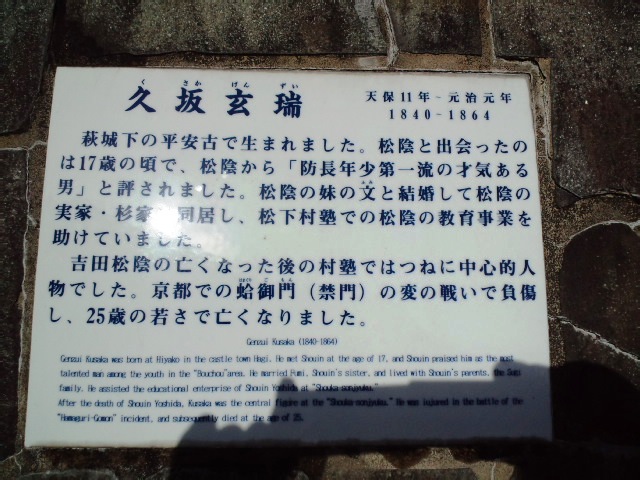 く さか げん ずい
久坂玄瑞
天保11年~元治元年
1840-1864
萩城下の平安古で生まれました。松陰と出会ったの
は17歳の頃で、松陰から「防長年少第一流の才気ある
男」と評されました。松陰の妹の文と結婚して松陰の
実家・杉家 同居し、松下村塾での松陰の教育事業を
助けていました。
吉田松陰の亡くなった後の村塾ではつねに中心的人
物でした。京都での蛤御門（禁門）の変の戦いで負傷
し、25歳の若さで亡くなりました。
Genzui Kusaka (1840-1864)
Genzui Kusaka was born at Hiyako in the castle town Hagi. He met Shouin at the age of 17, and Shouin praised him as the most
talented man among the youth in the "Bouchou"area. He married Fumi, Shouin's sister, and lived with Shouin's parents, the Sugi
family. He assisted the educational enterprise of Shouin Yoshida at "Shouka-sonjyuku."
After the death of Shouin Yoshida, Kusaka was the central figure at the "Shouka-sonjyuku." He was injured in the battle of the
"Hamaguri-Gomon" incident, and subsequently died at the age of 25.